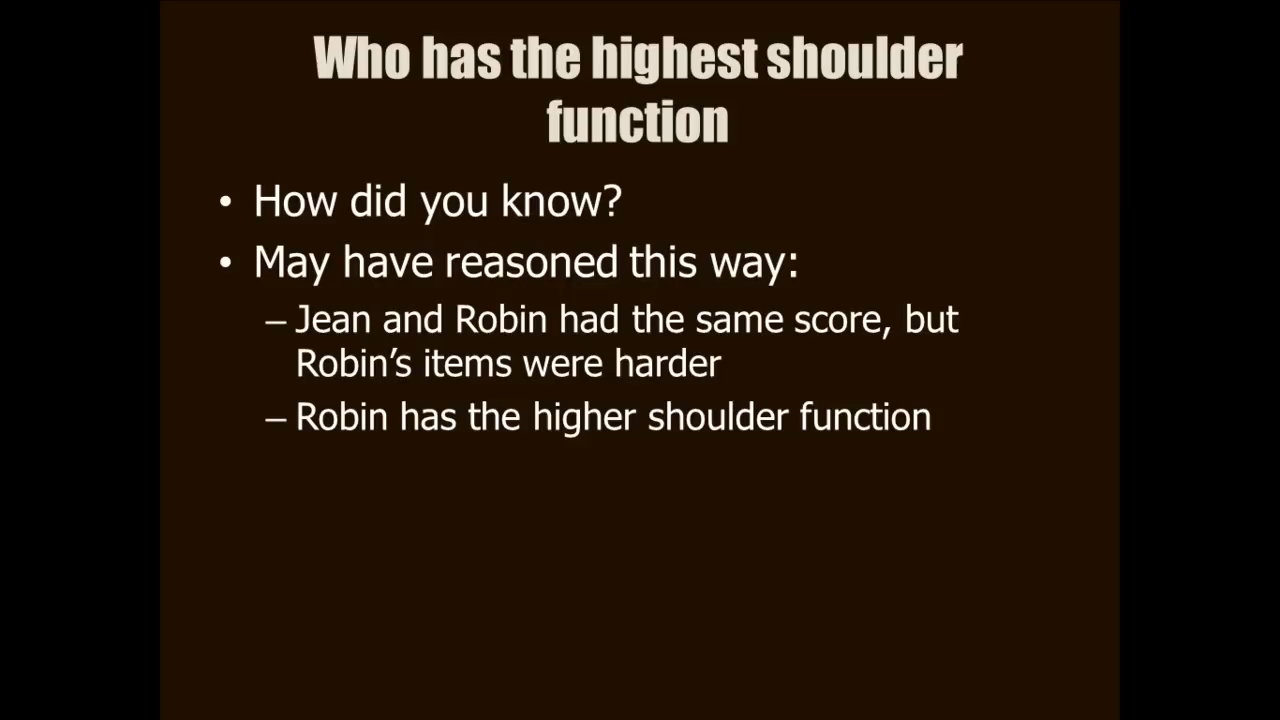 Who has the highest shoulder
function
• How did you know?
• May have reasoned this way:
– Jean and Robin had the same score, but
Robin’s items were harder
– Robin has the higher shoulder function